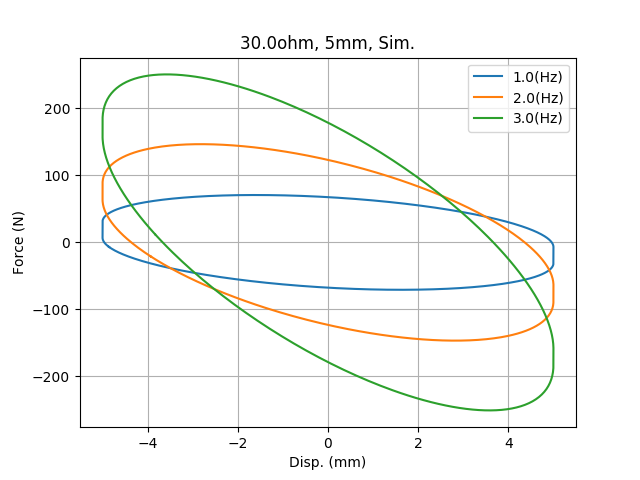 30.0ohm, 5mm, Sim.
1.0(Hz)
2.0(Hz)
3.0(Hz)
200
100
0
−100
−200
Force (N)
−4
−2
0
2
4
Disp. (mm)